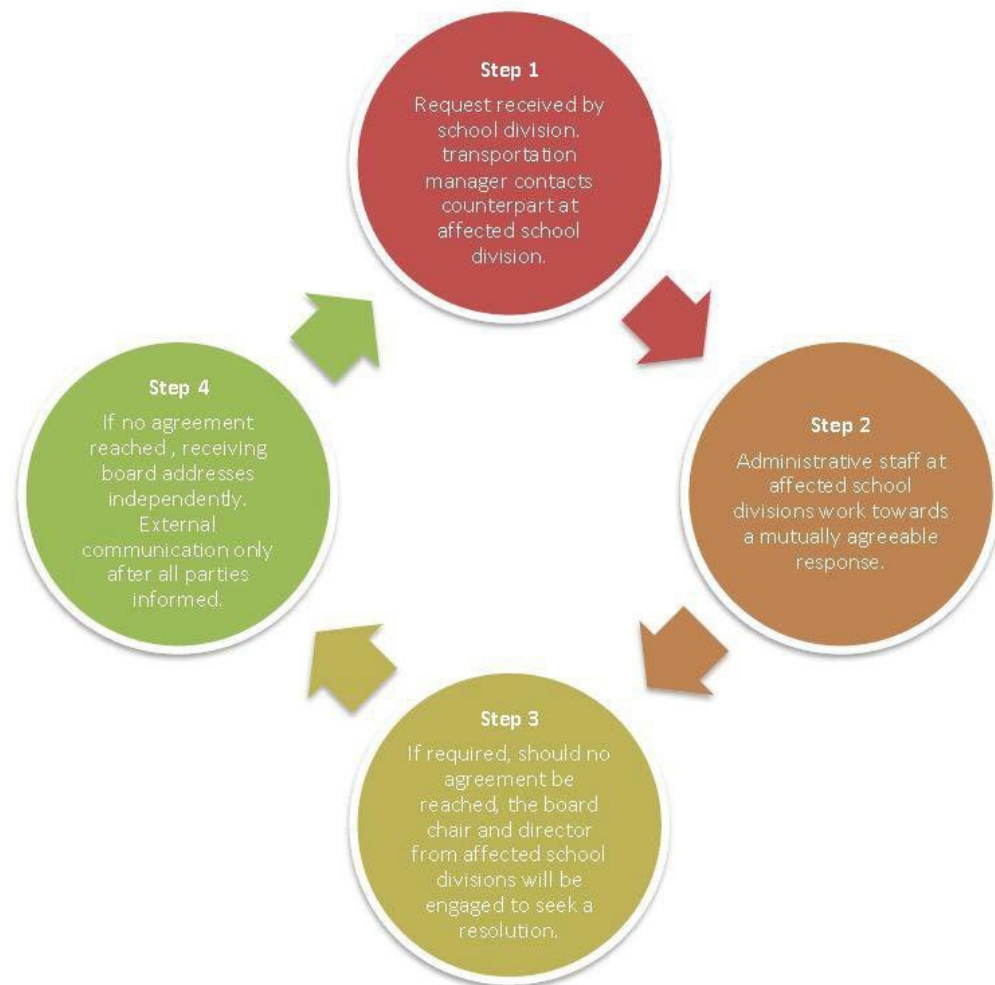 Step 1
Request received by
school division.
transportation
manager contacts
counterpart at
affected school
division.
Step 2
Administrative staff at
affected school
divisions work towards
a mutually agreeable
response.
Step 3
If required, should no
agreement be
reached, the board
chair and director
from affected school
divisions will be
engaged to seek a
resolution.
Step 4
If no agreement
reached , receiving
board addresses
independently.
External
communication only
after all parties
informed.